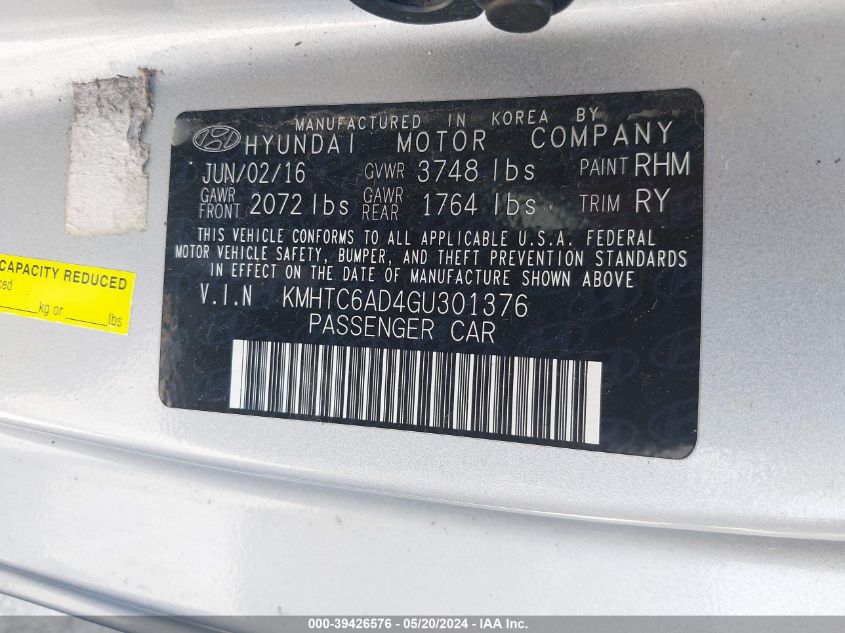 MANUFACTURED IN KOREA BY
HYUNDAI MOTOR COMPANY
JUN/02/16 GVWR 3748 lbs PAINT RHM
GAWR FRONT 2072 lbs GAWR REAR 1764 lbs TRIM RY
THIS VEHICLE CONFORMS TO ALL APPLICABLE U.S.A. FEDERAL
MOTOR VEHICLE SAFETY, BUMPER, AND THEFT PREVENTION STANDARDS
IN EFFECT ON THE DATE OF MANUFACTURE SHOWN ABOVE
V.I.N KMHTC6AD4GU301376
PASSENGER CAR
CAPACITY REDUCED
kg or ______lbs
000-39426576 - 05/20/2024 - IAA Inc.